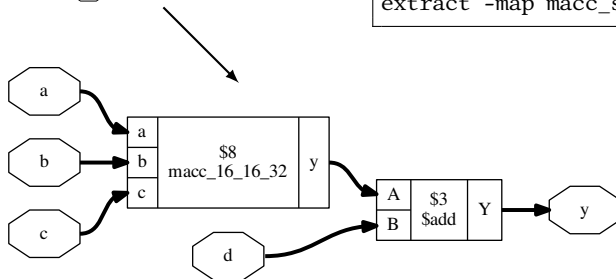 extract -map macc_s
a
b
c
a
b
c
$8
macc_16_16_32
y
d
A
B
$3
$add
Y
y